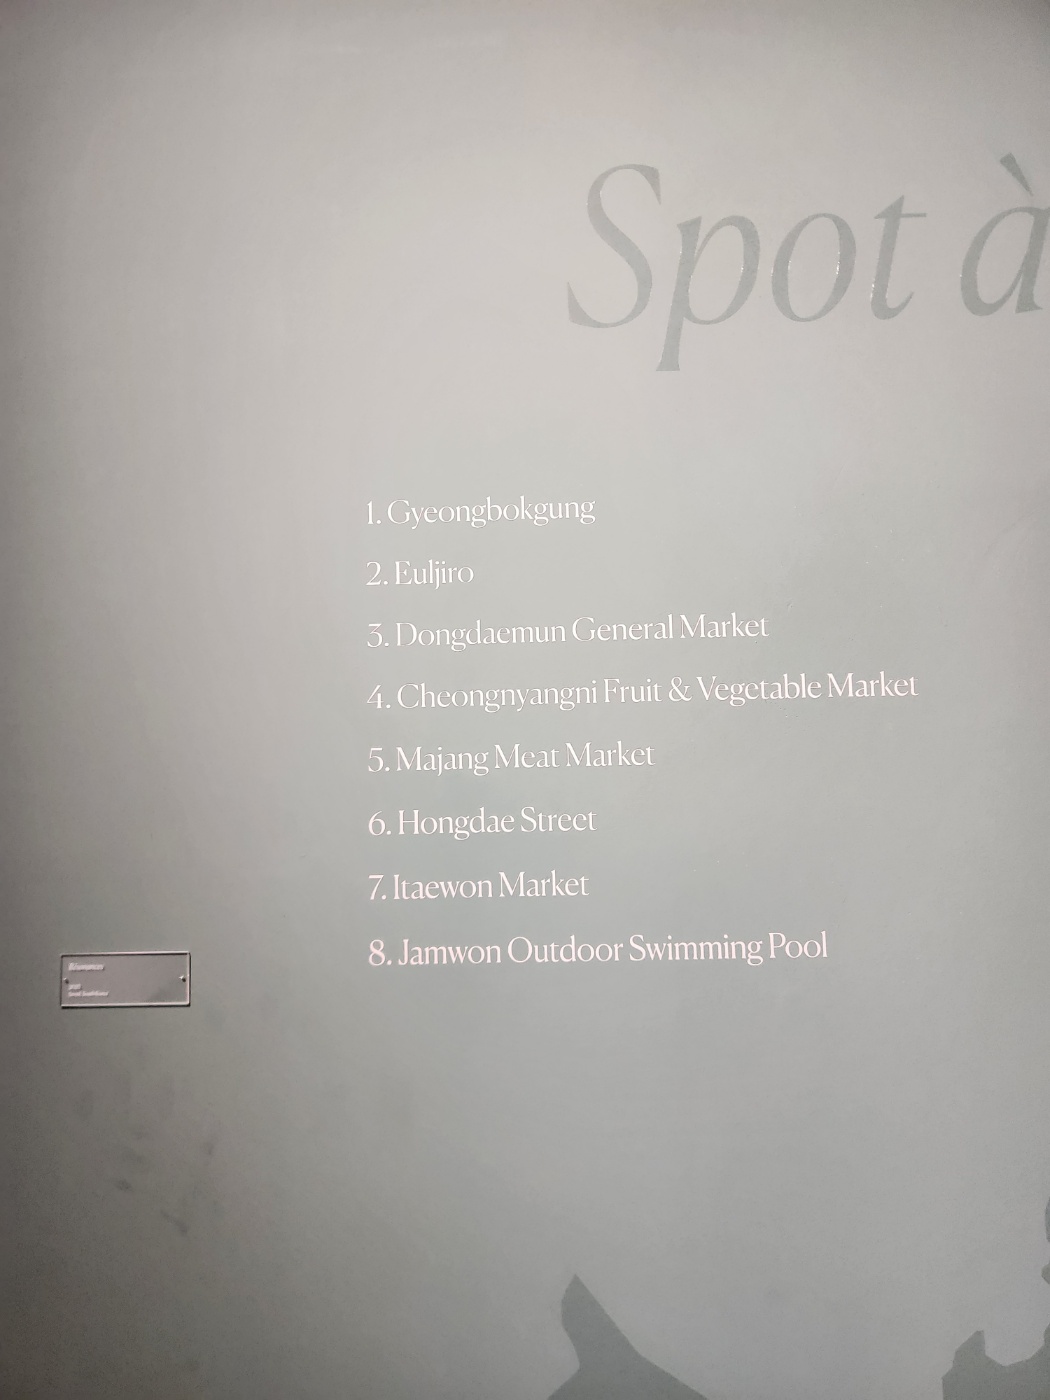 Spot à
1. Gyeongbokgung
2. Euljiro
3. Dongdaemun General Market
4. Cheongnyangni Fruit & Vegetable Market
5. Majang Meat Market
6. Hongdae Street
7. Itaewon Market
8. Jamwon Outdoor Swimming Pool